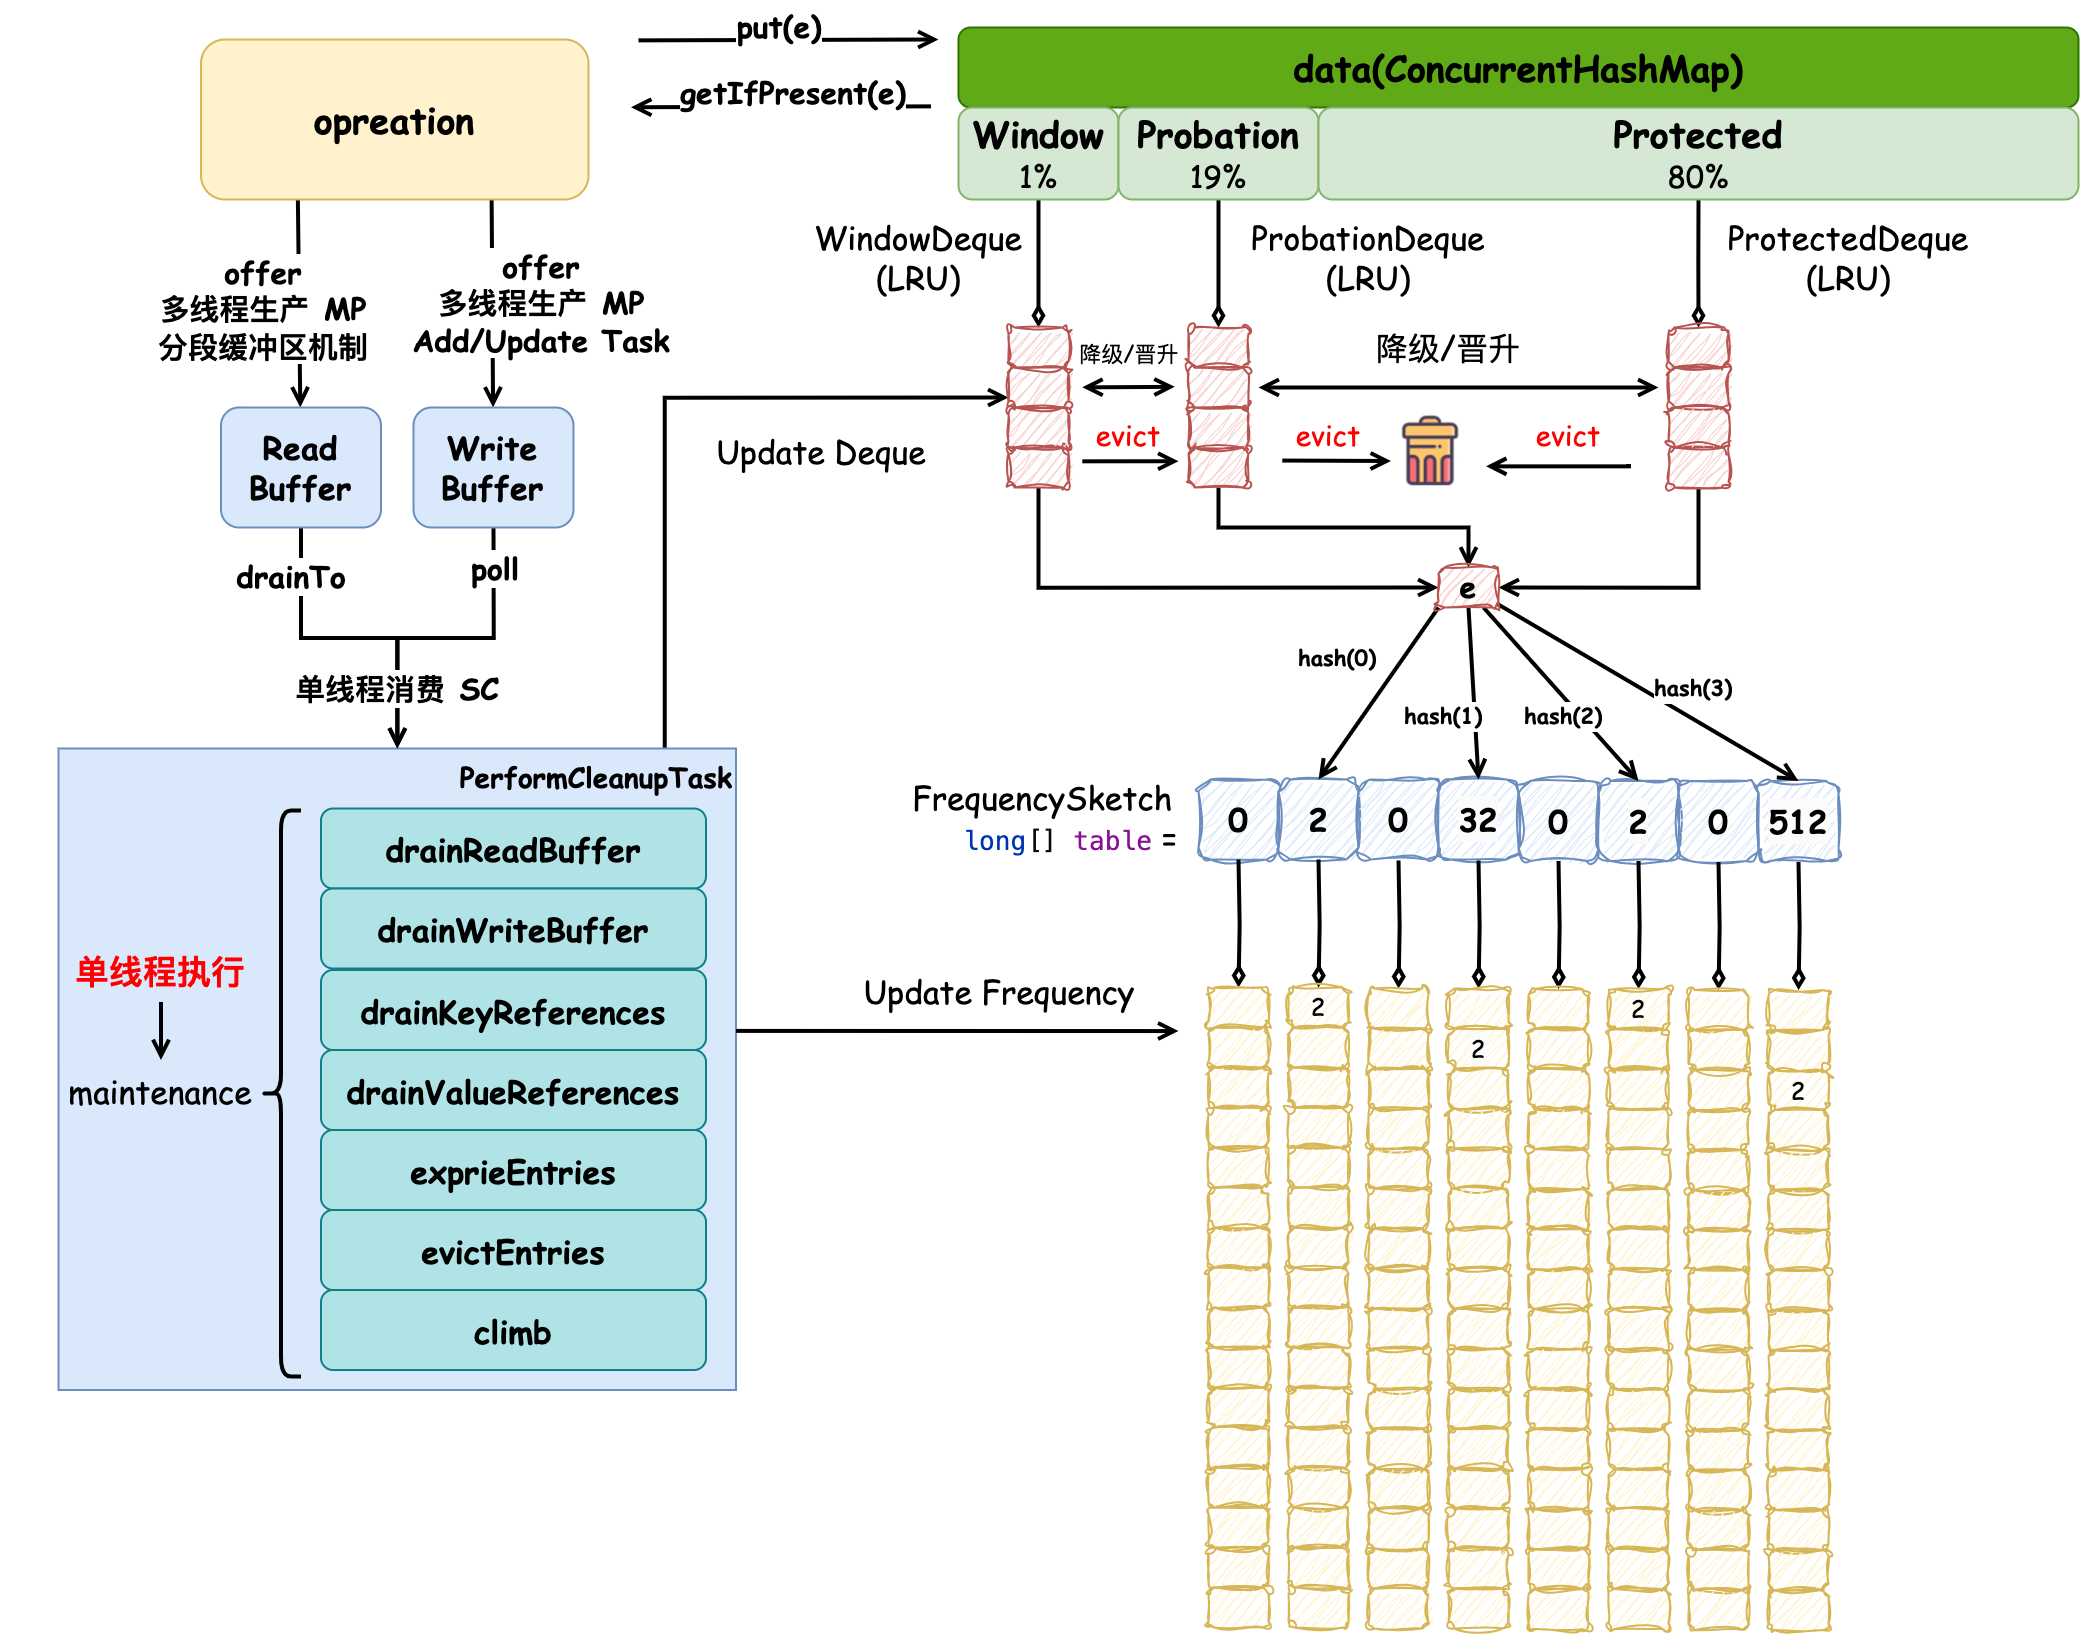 opreation
put(e)
getIfPresent(e)
data(ConcurrentHashMap)
Window
1%
Probation
19%
Protected
80%
offer
多线程生产 MP
分段缓冲区机制
offer
多线程生产 MP
Add/Update Task
Read
Buffer
Write
Buffer
drainTo
poll
单线程消费 SC
WindowDeque
(LRU)
ProbationDeque
(LRU)
ProtectedDeque
(LRU)
降级/晋升
降级/晋升
evict
evict
evict
Update Deque
e
hash(0)
hash(1)
hash(2)
hash(3)
PerformCleanupTask
单线程执行
maintenance
drainReadBuffer
drainWriteBuffer
drainKeyReferences
drainValueReferences
exprieEntries
evictEntries
climb
Update Frequency
FrequencySketch
long[] table =
0 2 0 32 0 2 0 512
2 2
2
2